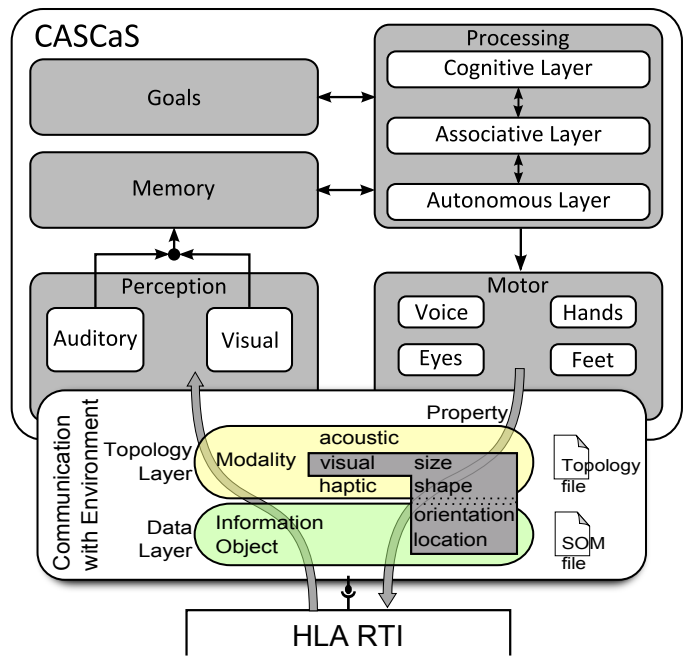 CASCaS
Processing
Cognitive Layer
Associative Layer
Autonomous Layer
Goals
Memory
Perception
Auditory
Visual
Motor
Voice
Hands
Eyes
Feet
Communication
with Environment
Property
Topology
Layer
Modality
acoustic
visual
haptic
size
shape
orientation
location
Data
Layer
Information
Object
Topology
file
SOM
file
HLA RTI